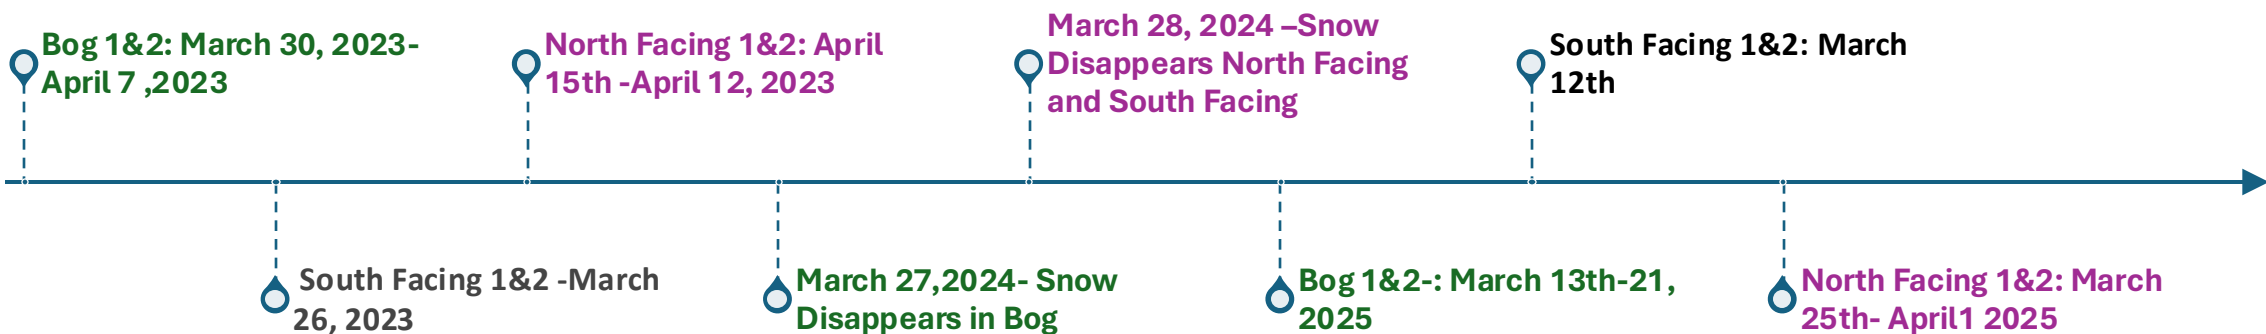 Bog 1&2: March 30, 2023-
April 7 ,2023
South Facing 1&2 -March
26, 2023
North Facing 1&2: April
15th -April 12, 2023
March 27,2024- Snow
Disappears in Bog
March 28, 2024 –Snow
Disappears North Facing
and South Facing
Bog 1&2-: March 13th-21,
2025
South Facing 1&2: March
12th
North Facing 1&2: March
25th- April1 2025